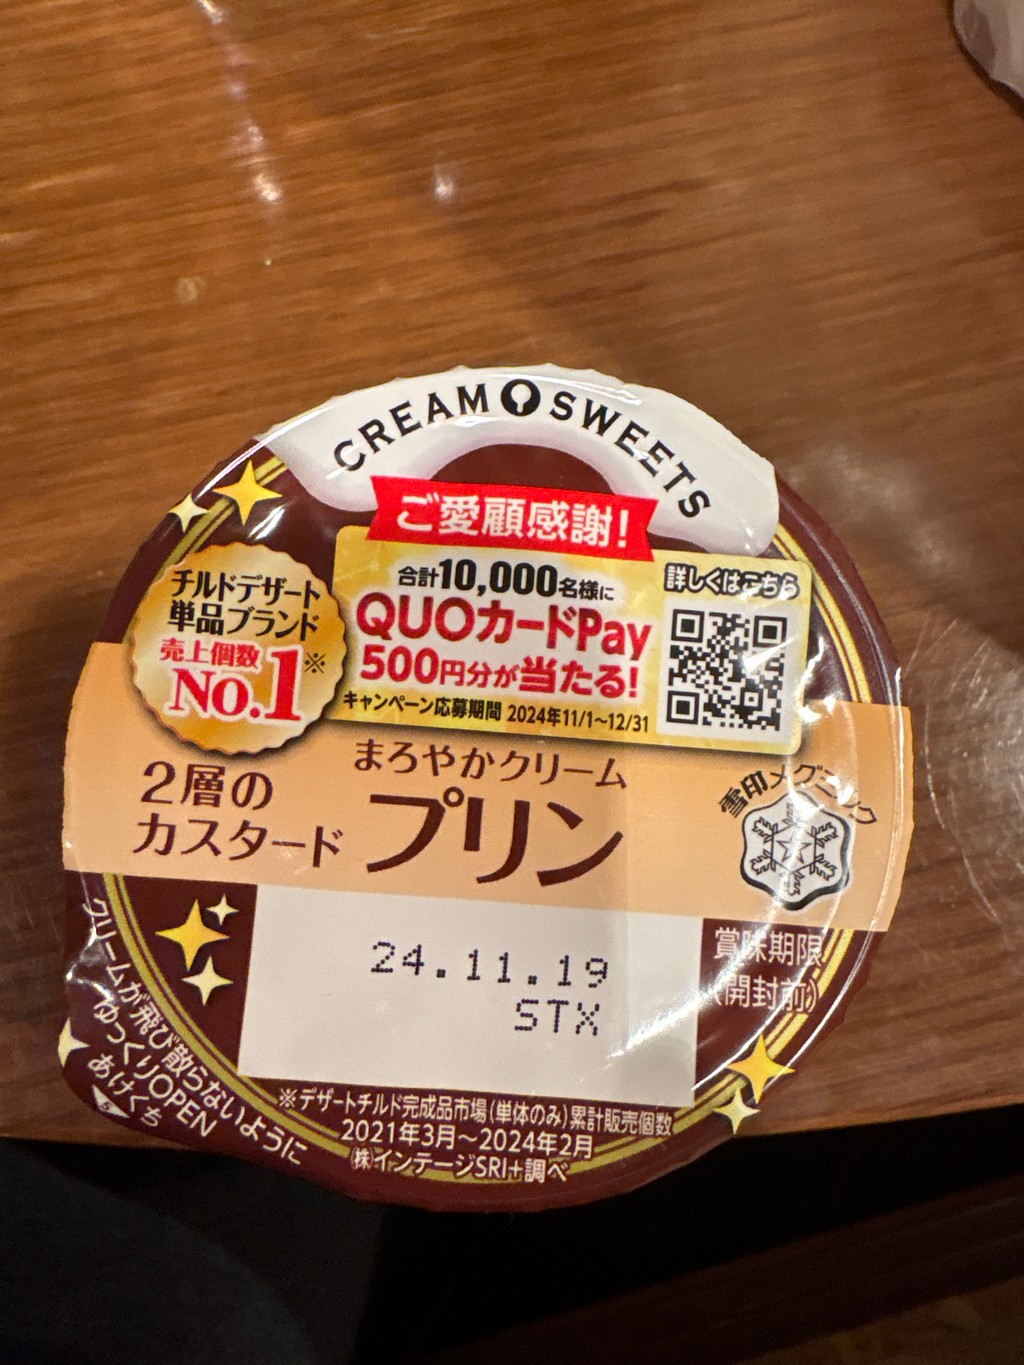 CREAM SWEETS
ご愛顧感謝!
チルドデザート
単品ブランド
売上個数
No.1※
合計10,000名様に
QUOカードPay
500円分が当たる!
キャンペーン応募期間 2024年11/1~12/31
詳しくはこちら
まろやかクリーム
2層の
カスタード
プリン
雪印メグミルク
24.11.19
STX
賞味期限
(開封前)
クリームが飛び散らないように
ゆっくりOPEN
あけくち
5
※デザートチルド完成品市場(単体のみ)累計販売個数
2021年3月~2024年2月
(株)インテージSRI+調べ